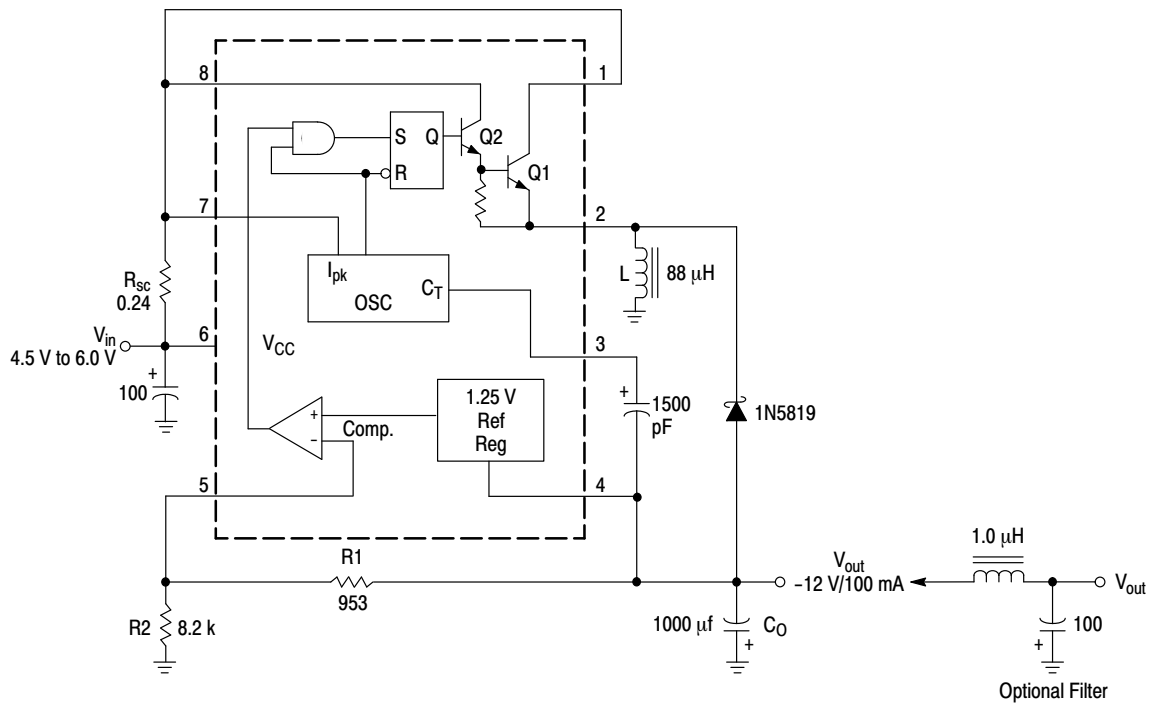 8
1
S
Q
Q2
R
Q1
7
2
Ipk
OSC
CT
L
88 μH
Rsc
0.24
Vin
4.5 V to 6.0 V
6
VCC
3
+
100
1.25 V
Ref
Reg
+
Comp.
–
+
1500
pF
1N5819
5
4
R1
953
1.0 μH
Vout
–12 V/100 mA
Vout
R2
8.2 k
1000 μf
CO
+
100
+
Optional Filter